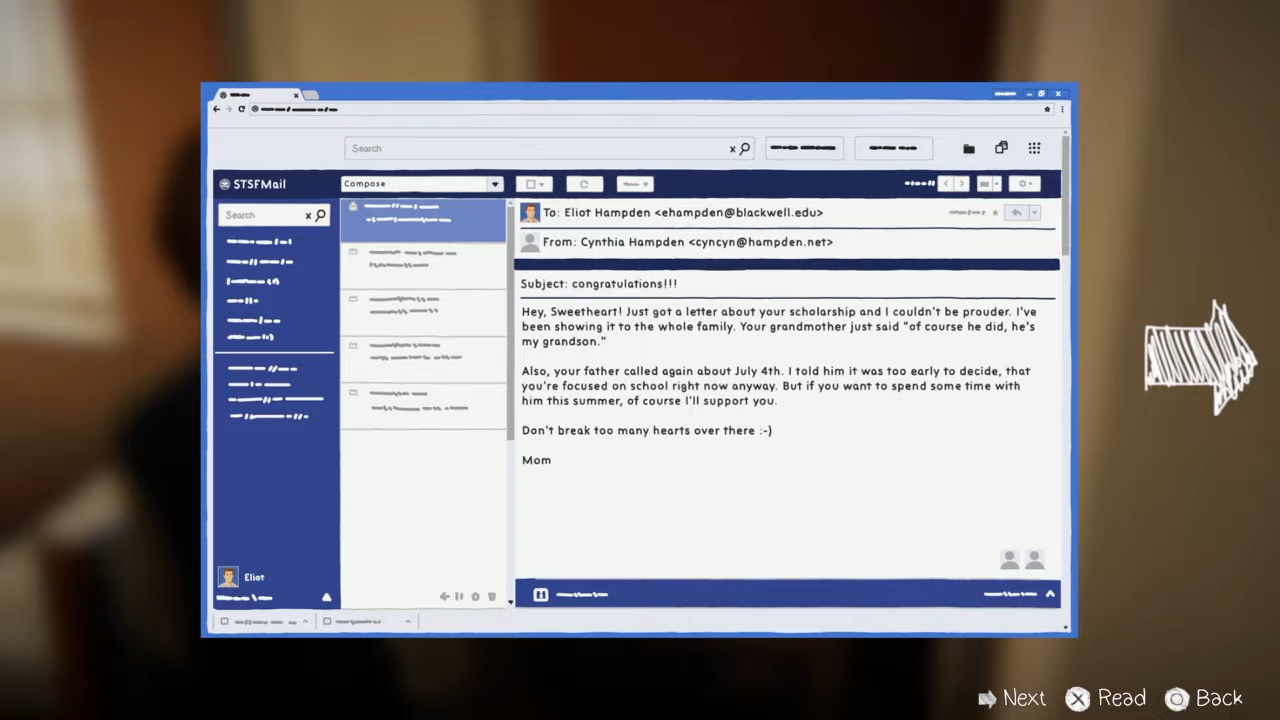 Search
STSFMail
Compose
Search
To: Eliot Hampden <ehampden@blackwell.edu>
From: Cynthia Hampden <cyncyn@hampden.net>
Subject: congratulations!!!
Hey, Sweetheart! Just got a letter about your scholarship and I couldn't be prouder. I've
been showing it to the whole family. Your grandmother just said "of course he did, he's
my grandson."
Also, your father called again about July 4th. I told him it was too early to decide, that
you're focused on school right now anyway. But if you want to spend some time with
him this summer, of course I'll support you.
Don't break too many hearts over there :-)
Mom
Eliot
Next
Read
Back